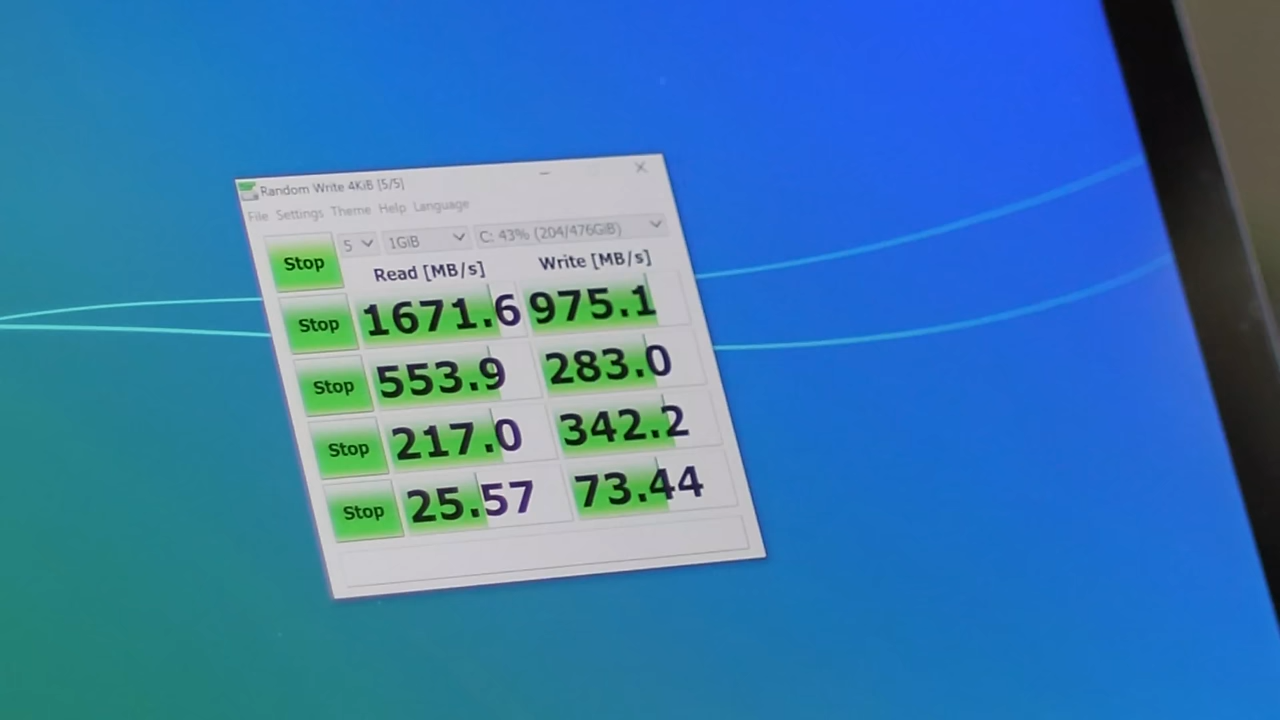 Random Write 4KiB [5/5]
File Settings Theme Help Language
Stop 5 1GiB C: 43% (204/476GiB)
Read [MB/s] Write [MB/s]
Stop 1671.6 975.1
Stop 553.9 283.0
Stop 217.0 342.2
Stop 25.57 73.44